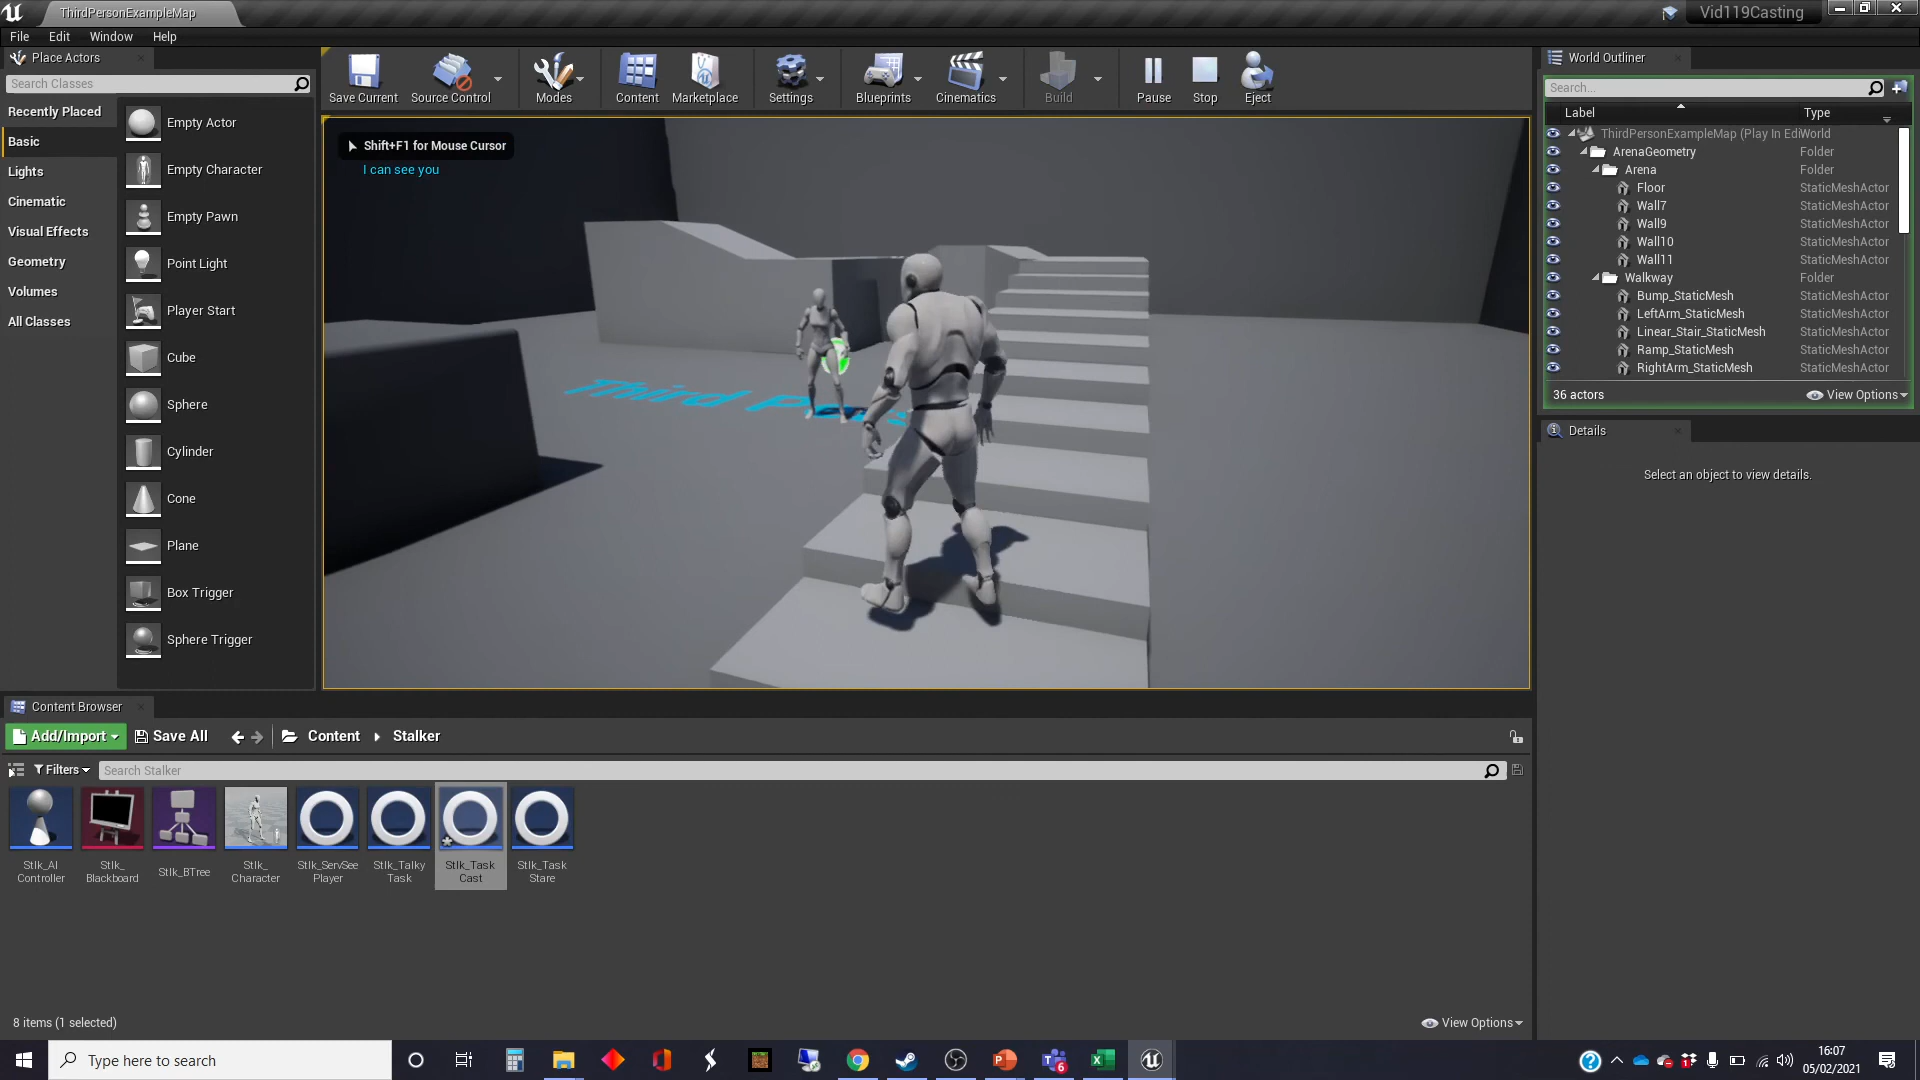 ThirdPersonExampleMap
Vid119Casting
File Edit Window Help
Place Actors
Search Classes
Recently Placed
Basic
Lights
Cinematic
Visual Effects
Geometry
Volumes
All Classes
Empty Actor
Empty Character
Empty Pawn
Point Light
Player Start
Cube
Sphere
Cylinder
Cone
Plane
Box Trigger
Sphere Trigger
Save Current Source Control Modes Content Marketplace Settings Blueprints Cinematics Build Pause Stop Eject
Shift+F1 for Mouse Cursor
I can see you
Third
World Outliner
Search...
Label Type
ThirdPersonExampleMap (Play In Edi World
ArenaGeometry Folder
Arena Folder
Floor StaticMeshActor
Wall7 StaticMeshActor
Wall9 StaticMeshActor
Wall10 StaticMeshActor
Wall11 StaticMeshActor
Walkway Folder
Bump_StaticMesh StaticMeshActor
LeftArm_StaticMesh StaticMeshActor
Linear_Stair_StaticMesh StaticMeshActor
Ramp_StaticMesh StaticMeshActor
RightArm_StaticMesh StaticMeshActor
36 actors View Options
Details
Select an object to view details.
Content Browser
Add/Import Save All Content Stalker
Filters Search Stalker
Stlk_AI
Controller
Stlk_
Blackboard
Stlk_BTree
Stlk_
Character
Stlk_ServSee
Player
Stlk_Talky
Task
Stlk_Task
Cast
Stlk_Task
Stare
8 items (1 selected) View Options
Type here to search
6
16:07
05/02/2021